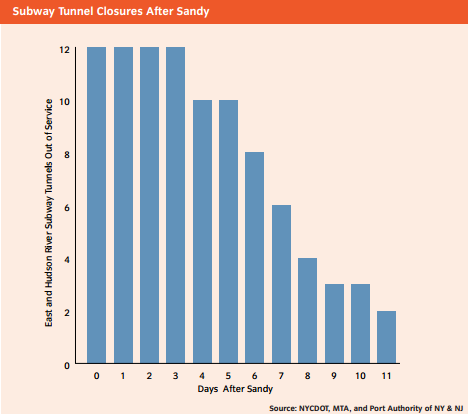 Subway Tunnel Closures After Sandy
East and Hudson River Subway Tunnels Out of Service
12
10
8
6
4
2
0
0 1 2 3 4 5 6 7 8 9 10 11
Days After Sandy
Source: NYCDOT, MTA, and Port Authority of NY & NJ